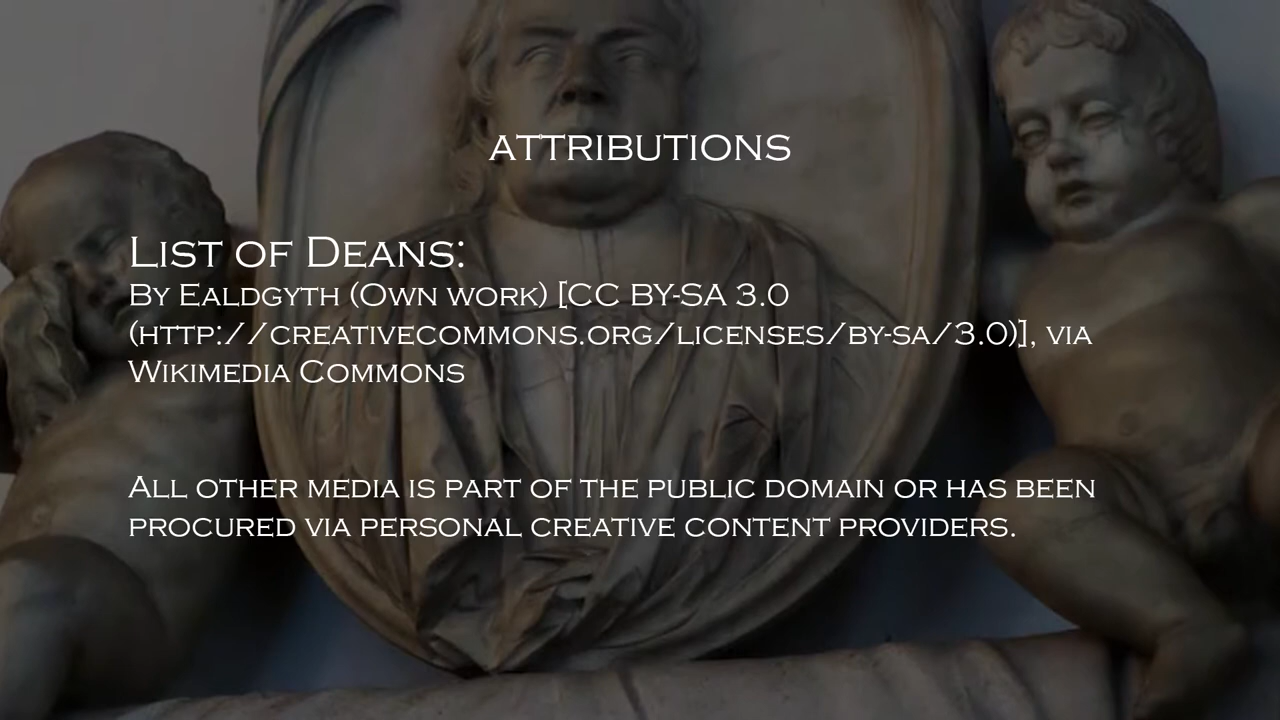 ATTRIBUTIONS
List of Deans:
By Ealdgyth (Own work) [CC BY-SA 3.0
(http://creativecommons.org/licenses/by-sa/3.0)], via
Wikimedia Commons
All other media is part of the public domain or has been
procured via personal creative content providers.